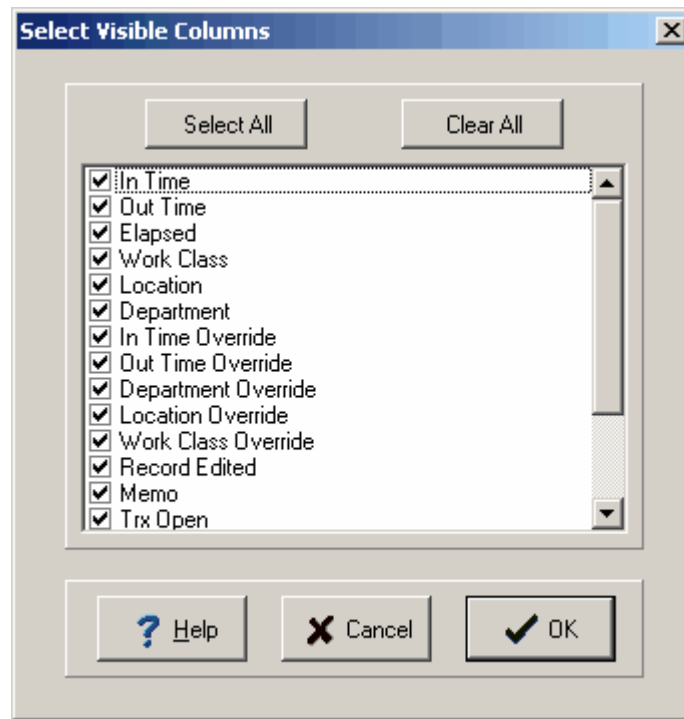 Select Visible Columns
Select All
Clear All
In Time
Out Time
Elapsed
Work Class
Location
Department
In Time Override
Out Time Override
Department Override
Location Override
Work Class Override
Record Edited
Memo
Trx Open
? Help
Cancel
OK